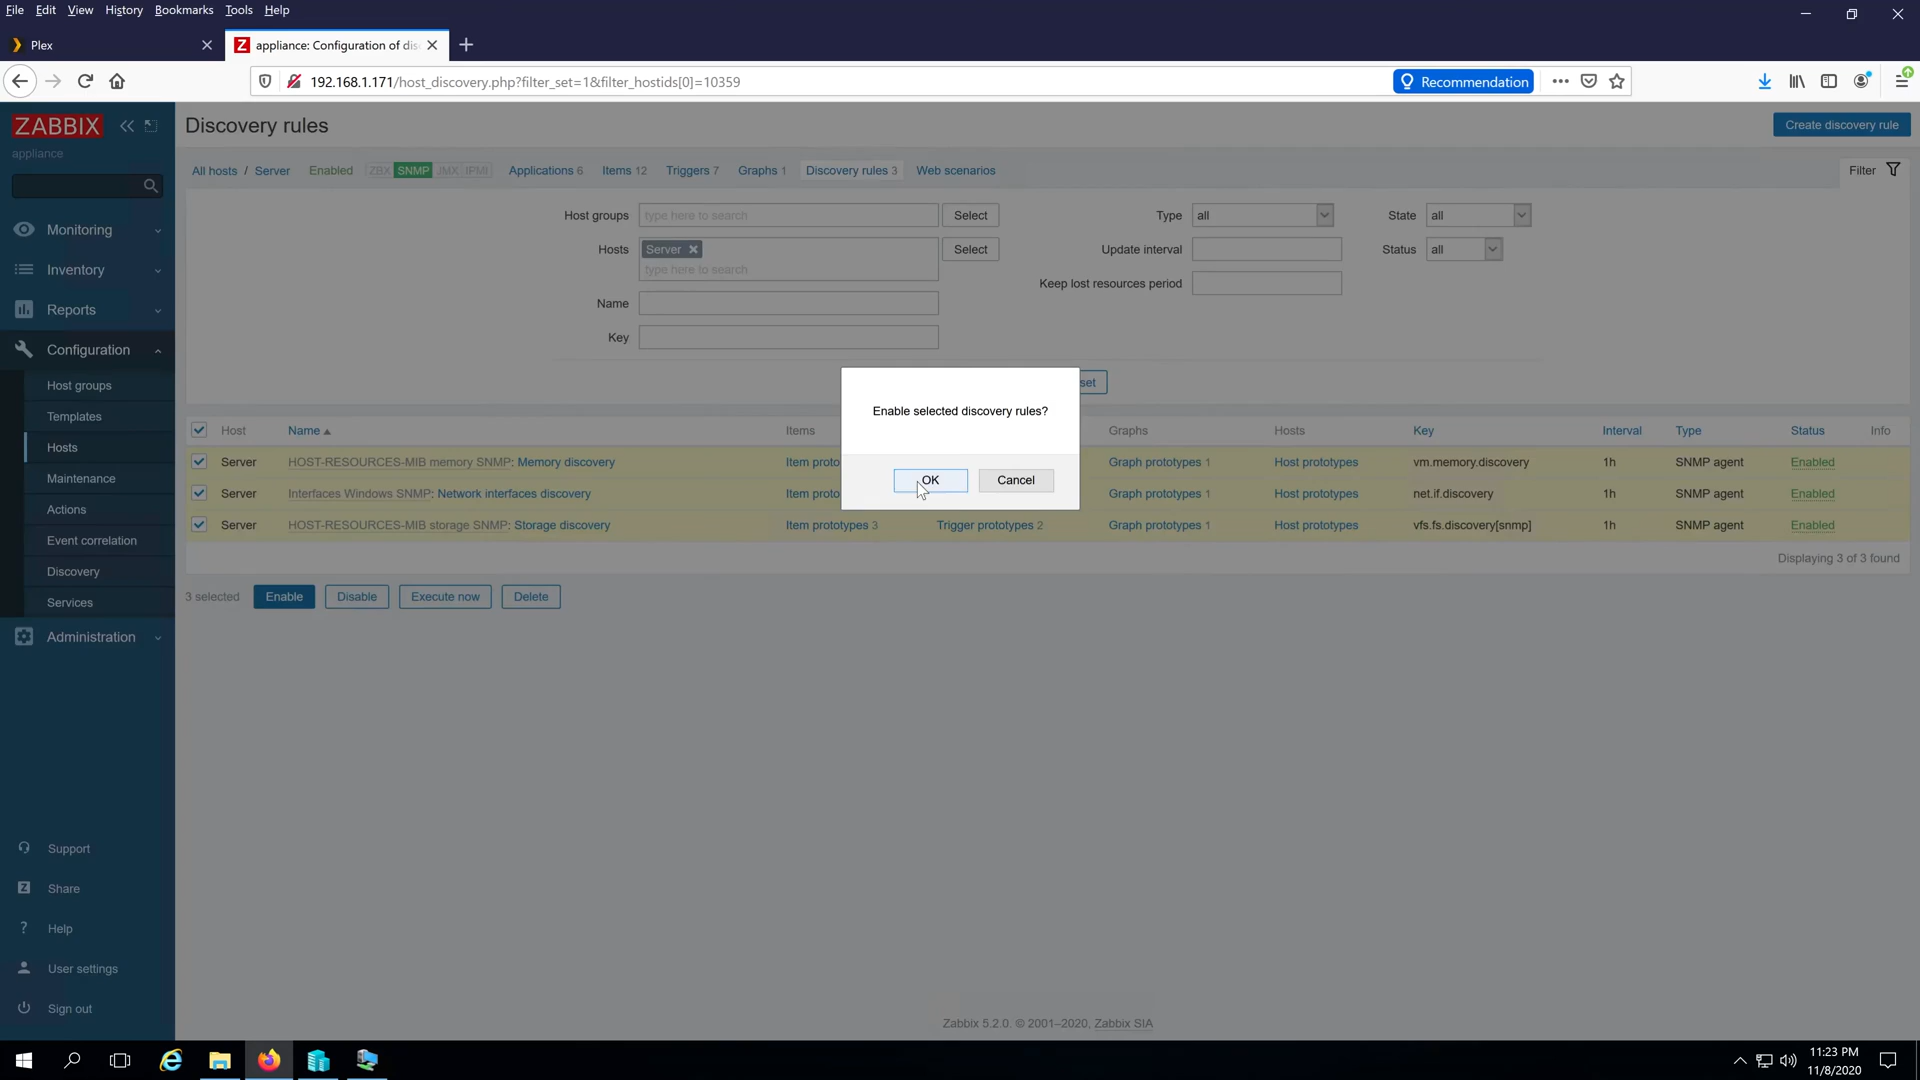 File Edit View History Bookmarks Tools Help
Plex
appliance: Configuration of dis
192.168.1.171/host_discovery.php?filter_set=1&filter_hostids[0]=10359
Recommendation
ZABBIX
appliance
Monitoring
Inventory
Reports
Configuration
Host groups
Templates
Hosts
Maintenance
Actions
Event correlation
Discovery
Services
Administration
Support
Share
Help
User settings
Sign out
Discovery rules
Create discovery rule
All hosts / Server Enabled ZBX SNMP JMX IPMI Applications 6 Items 12 Triggers 7 Graphs 1 Discovery rules 3 Web scenarios
Filter
Host groups type here to search Select Type all State all
Hosts Server Select Update interval Status all
type here to search
Keep lost resources period
Name
Key
set
Enable selected discovery rules?
OK Cancel
Host Name Items Graphs Hosts Key Interval Type Status Info
Server HOST-RESOURCES-MIB memory SNMP: Memory discovery Item proto Graph prototypes 1 Host prototypes vm.memory.discovery 1h SNMP agent Enabled
Server Interfaces Windows SNMP: Network interfaces discovery Item proto Graph prototypes 1 Host prototypes net.if.discovery 1h SNMP agent Enabled
Server HOST-RESOURCES-MIB storage SNMP: Storage discovery Item prototypes 3 Trigger prototypes 2 Graph prototypes 1 Host prototypes vfs.fs.discovery[snmp] 1h SNMP agent Enabled
Displaying 3 of 3 found
3 selected Enable Disable Execute now Delete
Zabbix 5.2.0. © 2001–2020, Zabbix SIA
11:23 PM
11/8/2020